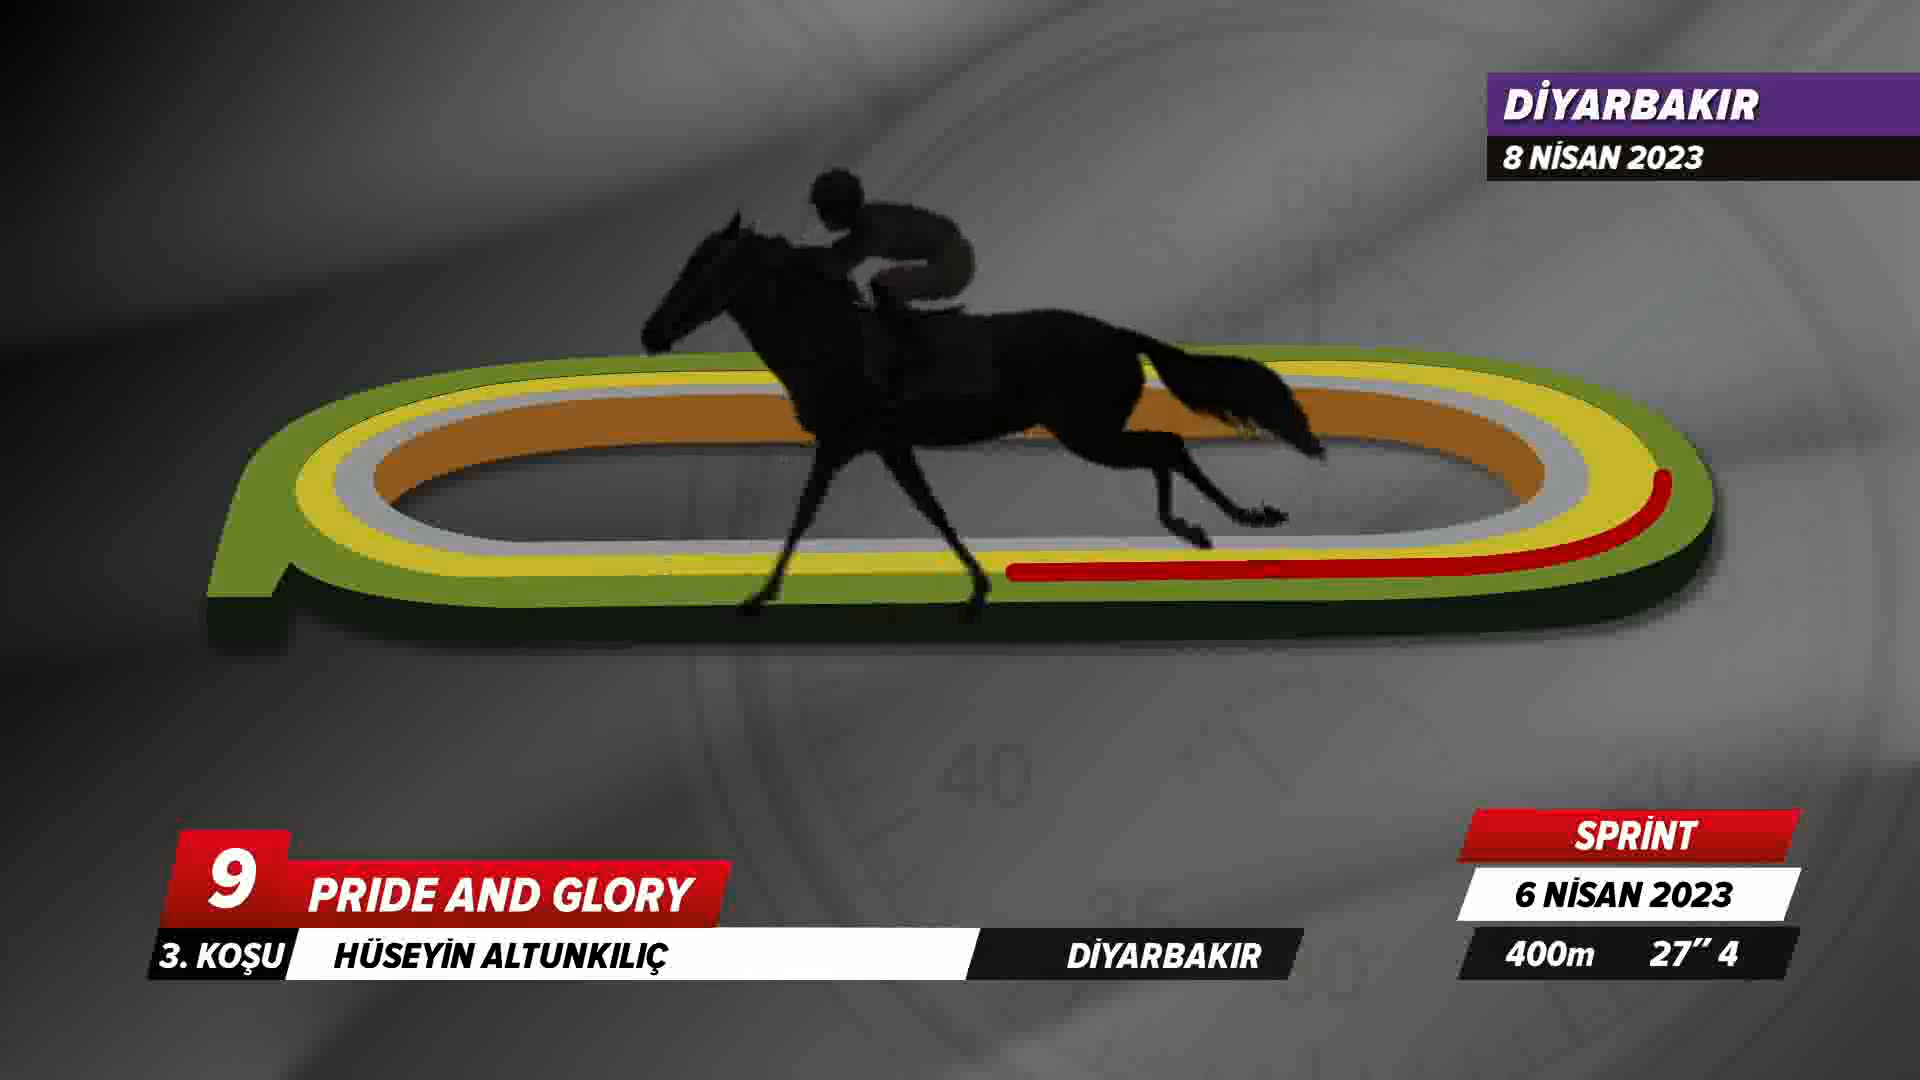 DİYARBAKIR
8 NİSAN 2023
40
9
PRIDE AND GLORY
3. KOŞU HÜSEYİN ALTUNKILIÇ DİYARBAKIR
SPRİNT
6 NİSAN 2023
400m 27″ 4